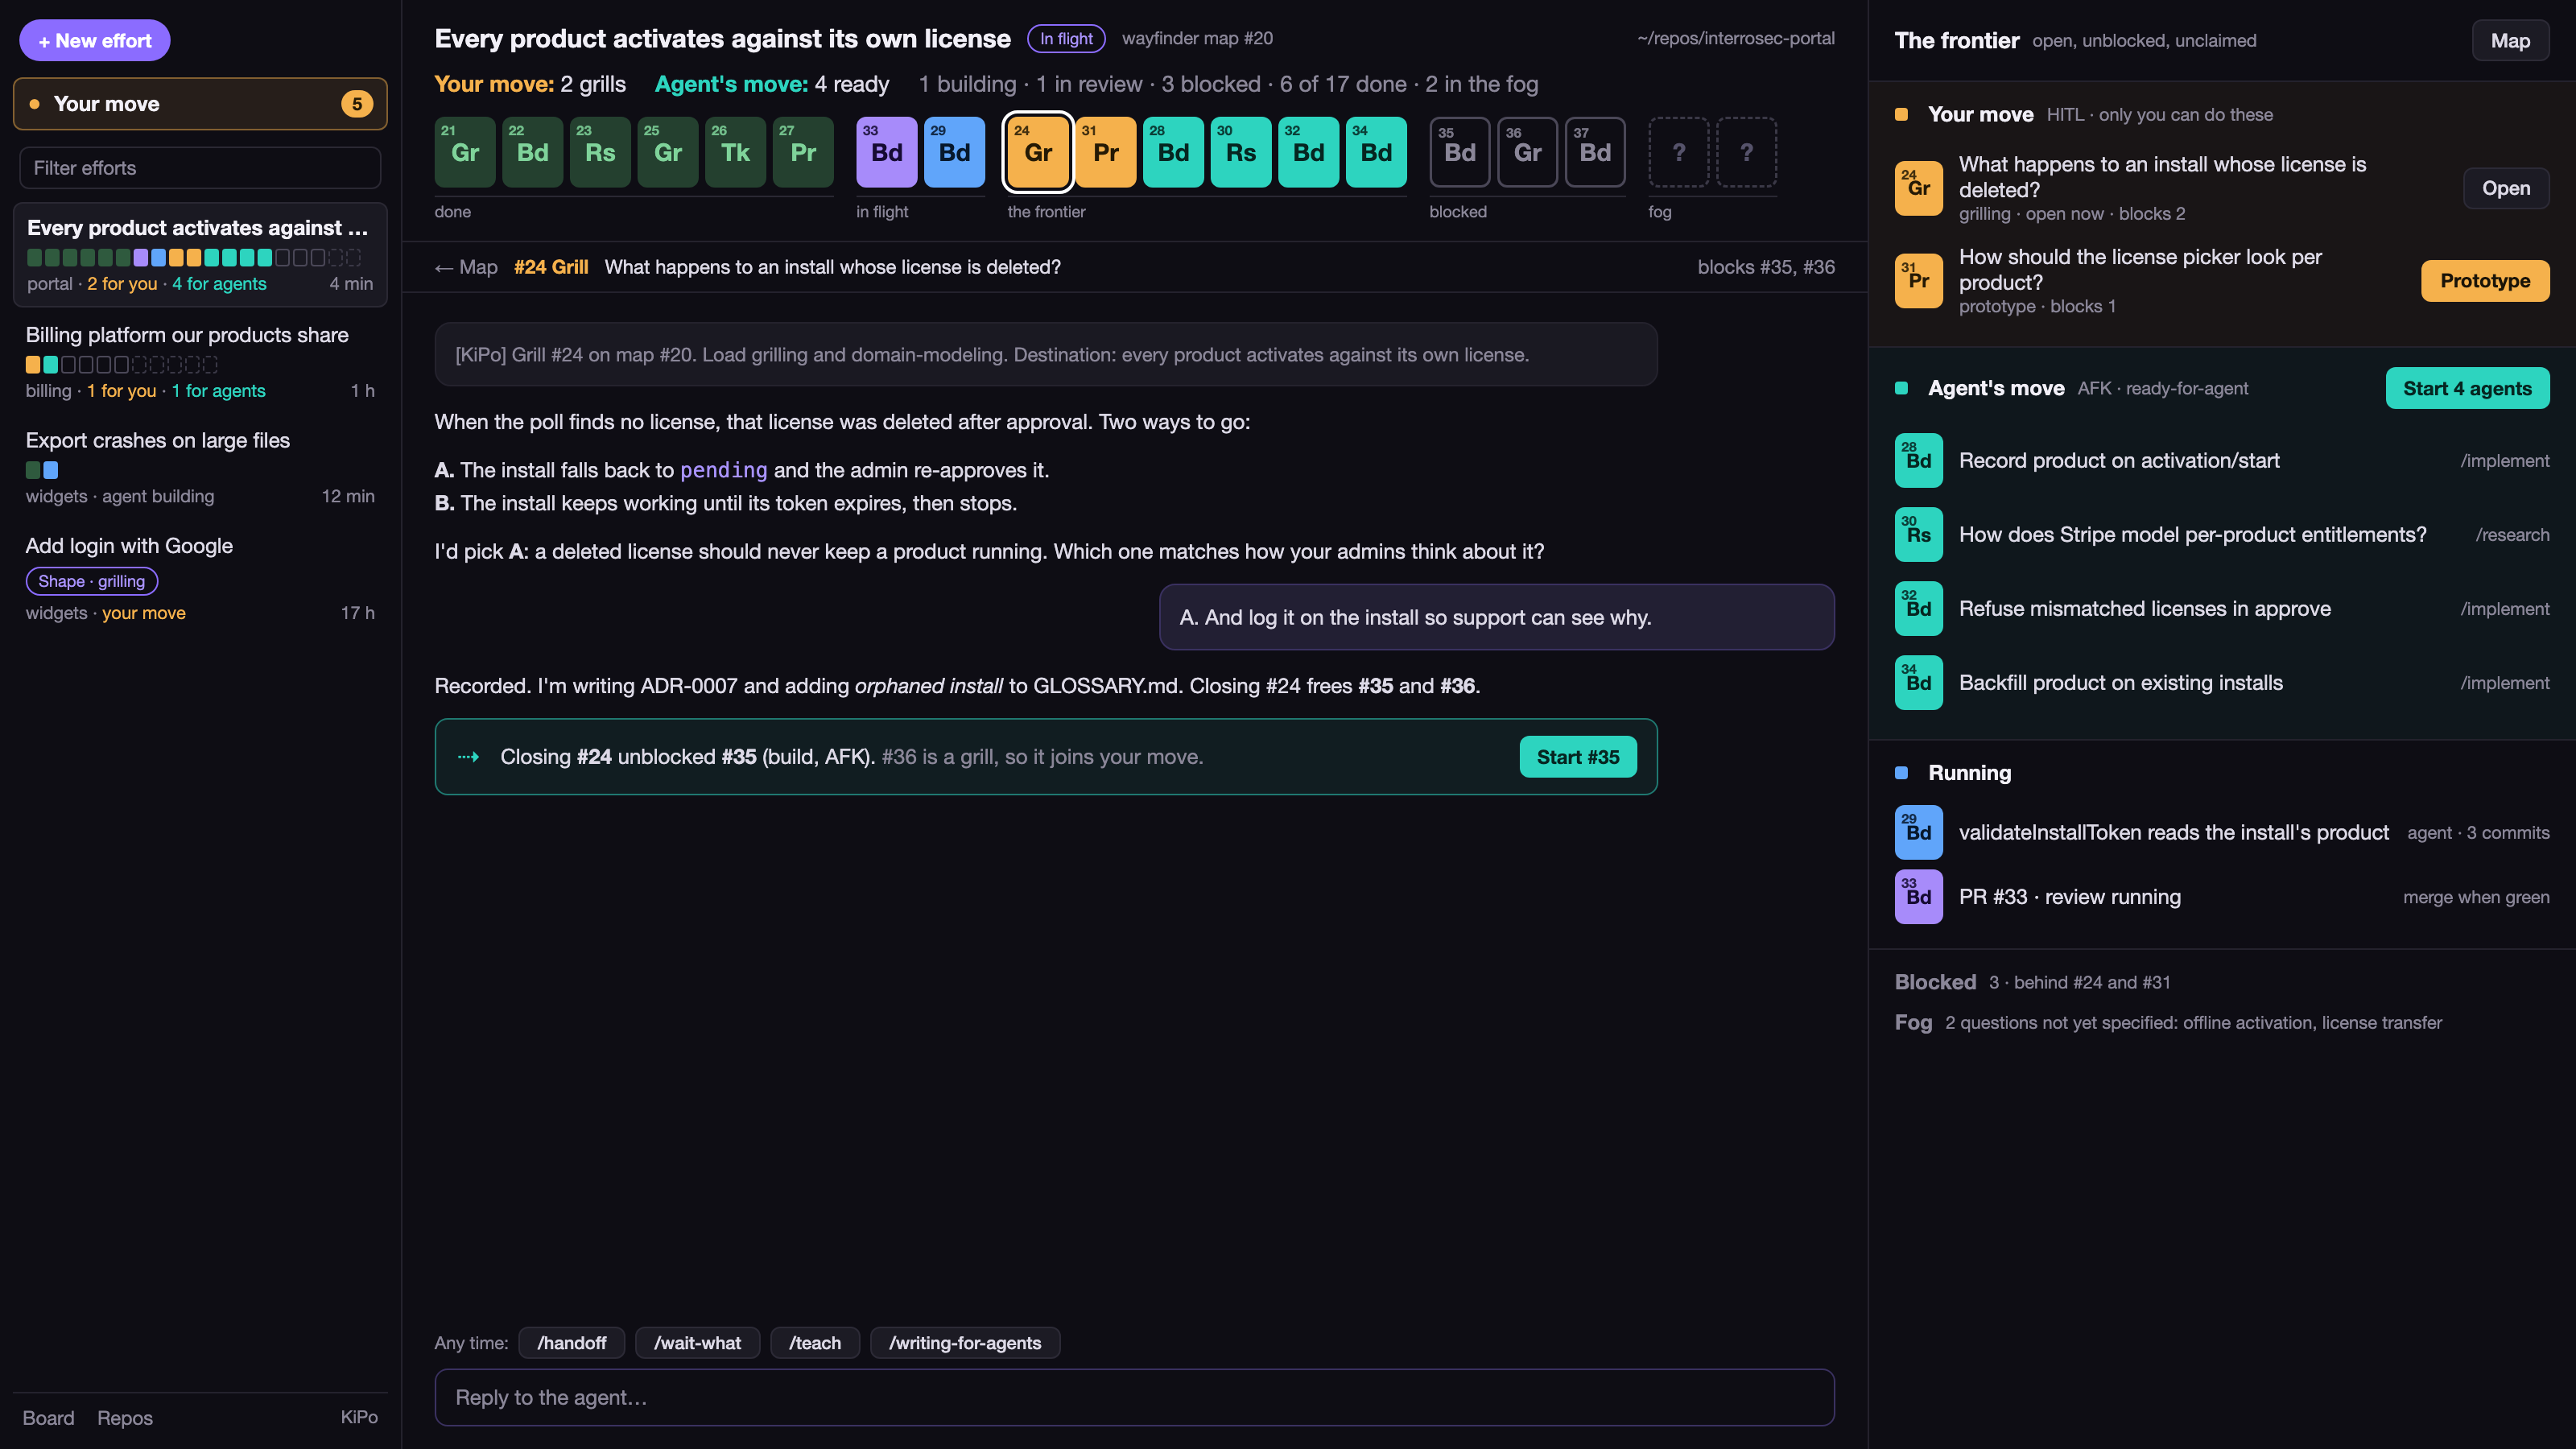 + New effort
Your move 5
Filter efforts
Every product activates against ...
portal · 2 for you · 4 for agents 4 min
Billing platform our products share
billing · 1 for you · 1 for agents 1 h
Export crashes on large files
widgets · agent building 12 min
Add login with Google
Shape · grilling
widgets · your move 17 h
Board Repos KiPo
Every product activates against its own license In flight wayfinder map #20 ~/repos/interrosec-portal
Your move: 2 grills Agent's move: 4 ready 1 building · 1 in review · 3 blocked · 6 of 17 done · 2 in the fog
21 Gr 22 Bd 23 Rs 25 Gr 26 Tk 27 Pr 33 Bd 29 Bd 24 Gr 31 Pr 28 Bd 30 Rs 32 Bd 34 Bd 35 Bd 36 Gr 37 Bd ? ?
done in flight the frontier blocked fog
← Map #24 Grill What happens to an install whose license is deleted? blocks #35, #36
[KiPo] Grill #24 on map #20. Load grilling and domain-modeling. Destination: every product activates against its own license.
When the poll finds no license, that license was deleted after approval. Two ways to go:
A. The install falls back to pending and the admin re-approves it.
B. The install keeps working until its token expires, then stops.
I'd pick A: a deleted license should never keep a product running. Which one matches how your admins think about it?
A. And log it on the install so support can see why.
Recorded. I'm writing ADR-0007 and adding orphaned install to GLOSSARY.md. Closing #24 frees #35 and #36.
Closing #24 unblocked #35 (build, AFK). #36 is a grill, so it joins your move. Start #35
Any time: /handoff /wait-what /teach /writing-for-agents
Reply to the agent…
The frontier open, unblocked, unclaimed Map
Your move HITL · only you can do these
24 Gr What happens to an install whose license is
deleted?
grilling · open now · blocks 2
Open
31 Pr How should the license picker look per
product?
prototype · blocks 1
Prototype
Agent's move AFK · ready-for-agent Start 4 agents
28 Bd Record product on activation/start /implement
30 Rs How does Stripe model per-product entitlements? /research
32 Bd Refuse mismatched licenses in approve /implement
34 Bd Backfill product on existing installs /implement
Running
29 Bd validateInstallToken reads the install's product agent · 3 commits
33 Bd PR #33 · review running merge when green
Blocked 3 · behind #24 and #31
Fog 2 questions not yet specified: offline activation, license transfer